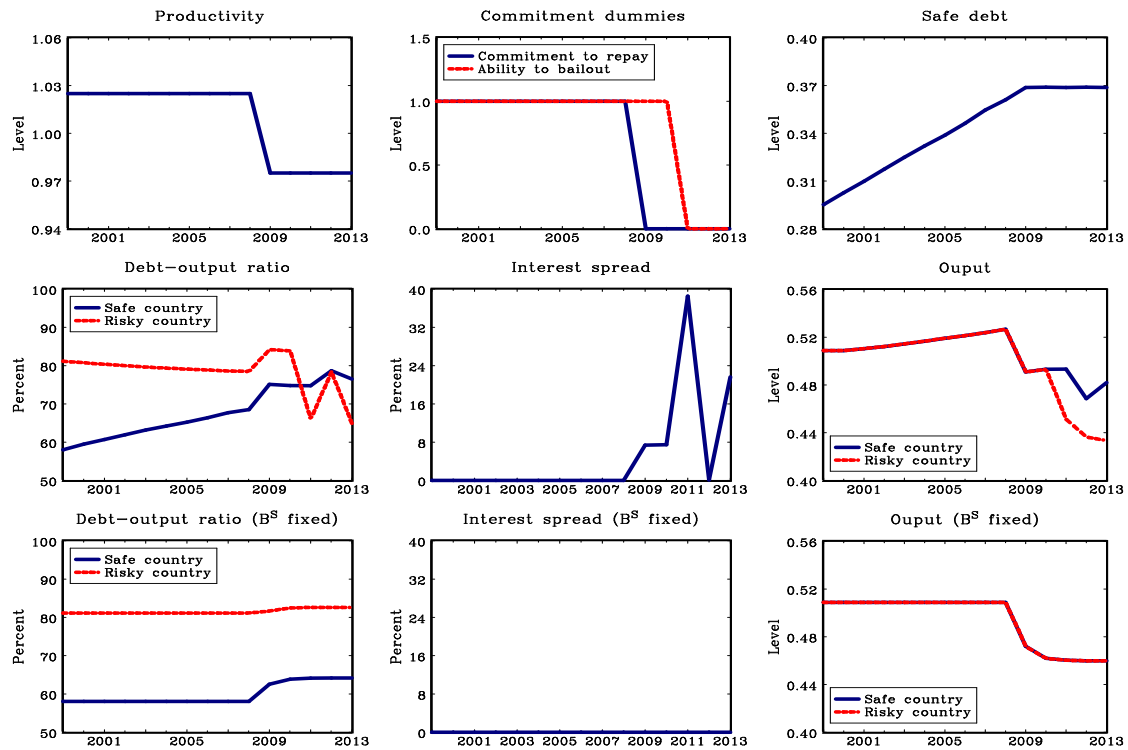 Productivity
Commitment dummies
Safe debt
1.06
1.03
1.00
0.97
0.94
Level
2001 2005 2009 2013
1.5
1.0
0.5
0.0
Level
Commitment to repay
Ability to bailout
2001 2005 2009 2013
0.40
0.37
0.34
0.31
0.28
Level
2001 2005 2009 2013
Debt-output ratio
Interest spread
Ouput
100
90
80
70
60
50
Percent
Safe country
Risky country
2001 2005 2009 2013
40
32
24
16
8
0
Percent
2001 2003 2005 2007 2009 2011 2013
0.56
0.52
0.48
0.44
0.40
Level
Safe country
Risky country
2001 2005 2009 2013
Debt-output ratio (Bˢ fixed)
Interest spread (Bˢ fixed)
Ouput (Bˢ fixed)
100
90
80
70
60
50
Percent
Safe country
Risky country
2001 2005 2009 2013
40
32
24
16
8
0
Percent
2001 2003 2005 2007 2009 2011 2013
0.56
0.52
0.48
0.44
0.40
Level
Safe country
Risky country
2001 2005 2009 2013